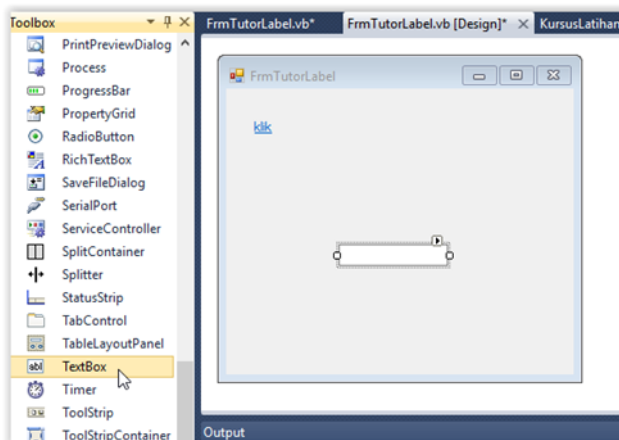 Toolbox
FrmTutorLabel.vb*
FrmTutorLabel.vb [Design]*
KursusLatihan
PrintPreviewDialog
Process
ProgressBar
PropertyGrid
RadioButton
RichTextBox
SaveFileDialog
SerialPort
ServiceController
SplitContainer
Splitter
StatusStrip
TabControl
TableLayoutPanel
abl TextBox
Timer
ToolStrip
ToolStripContainer
FrmTutorLabel
klik
Output